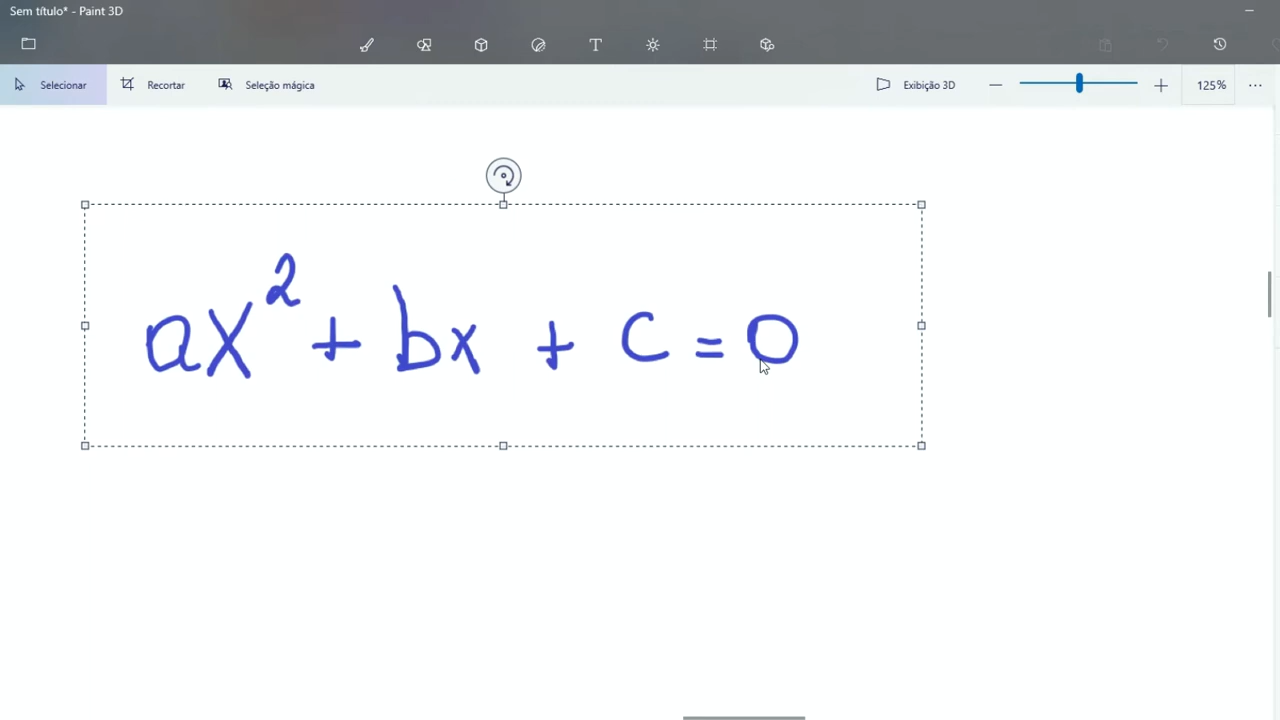 Sem título* - Paint 3D
Selecionar Recortar Seleção mágica Exibição 3D 125%
ax² + bx + c = 0